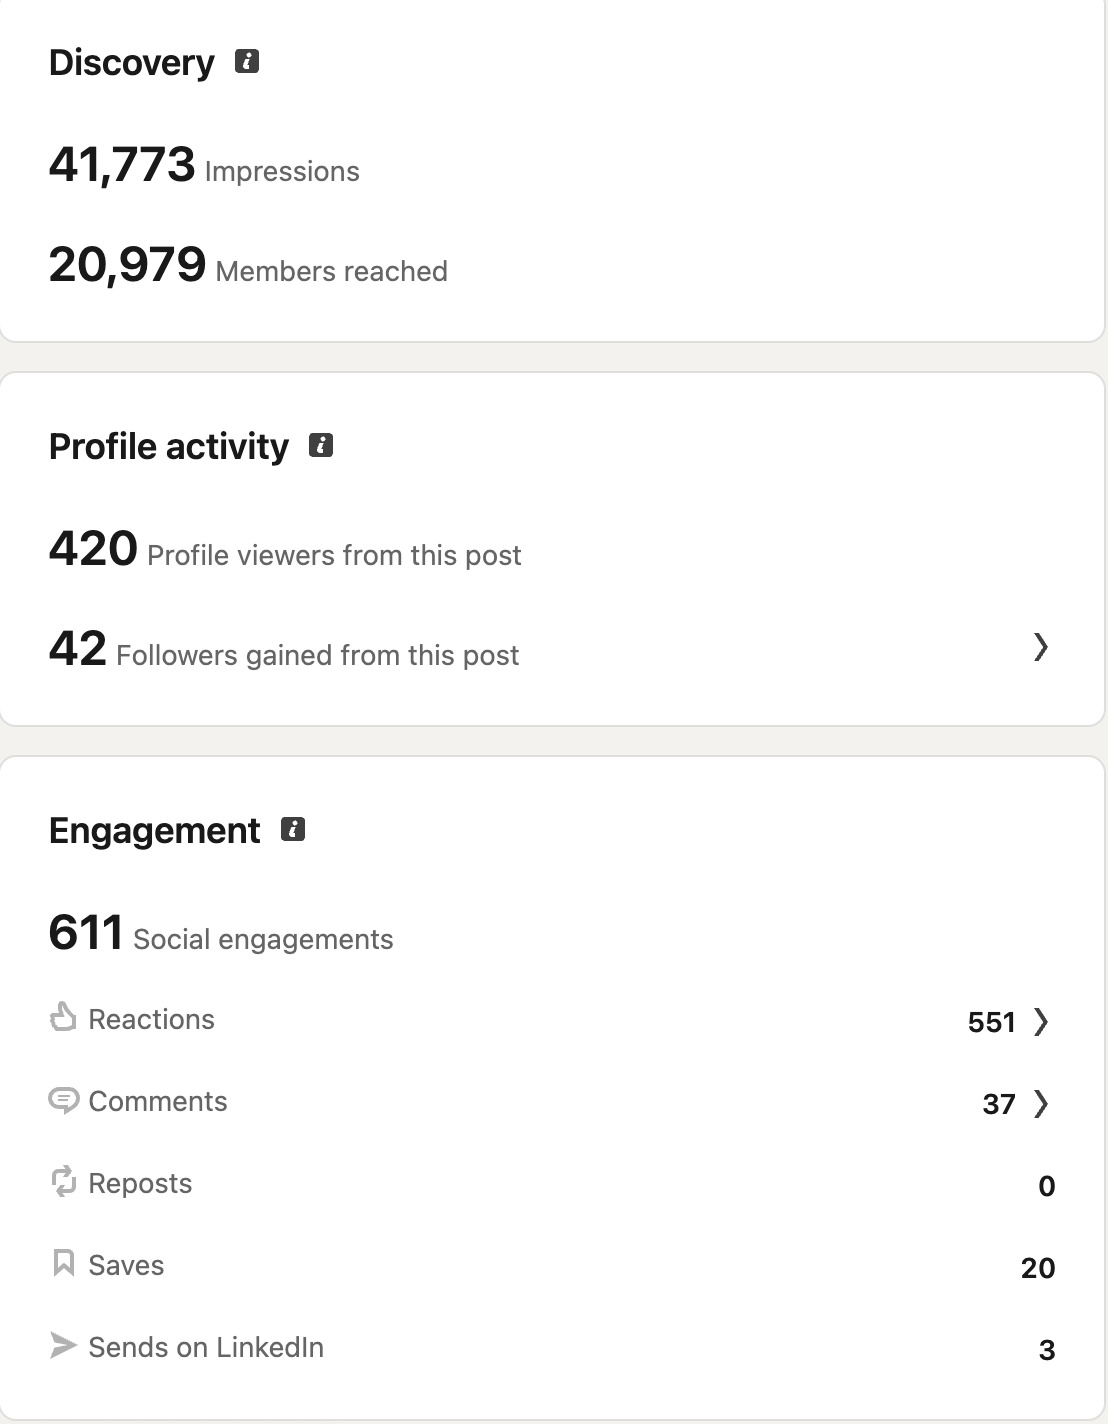 Discovery
41,773 Impressions
20,979 Members reached
Profile activity
420 Profile viewers from this post
42 Followers gained from this post
Engagement
611 Social engagements
Reactions 551
Comments 37
Reposts 0
Saves 20
Sends on LinkedIn 3